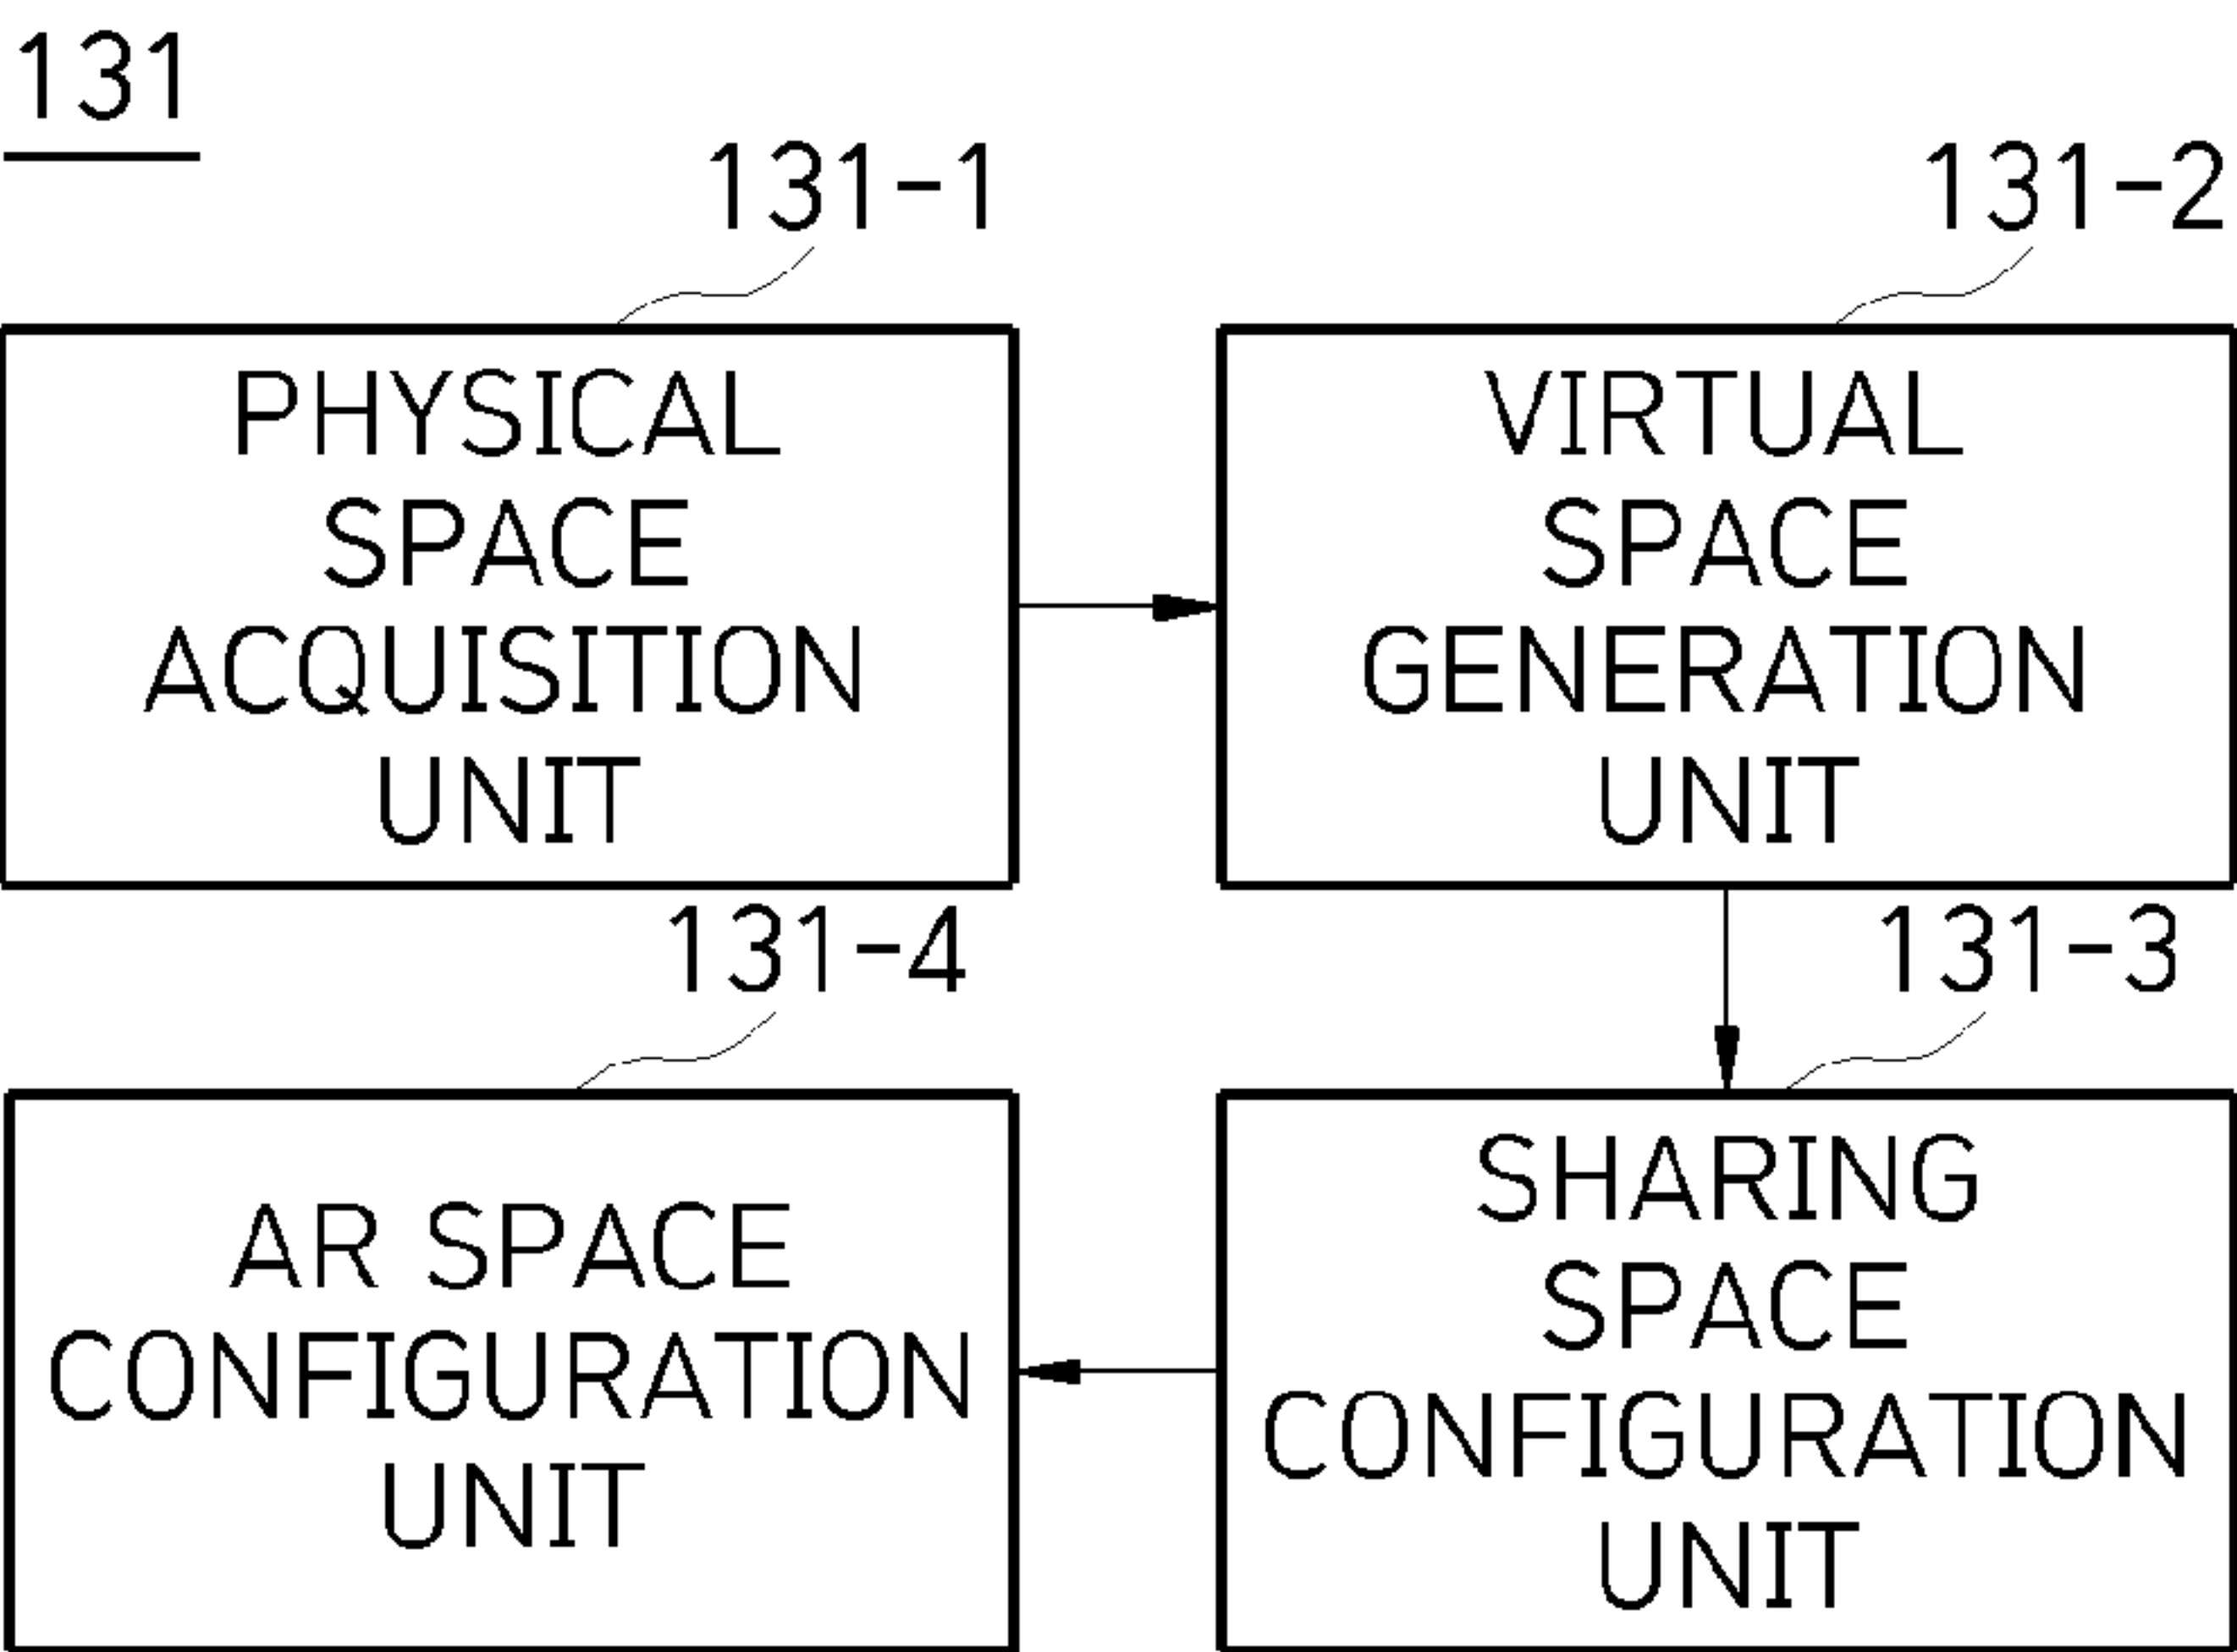 131
131-1
131-2
PHYSICAL
SPACE
ACQUISITION
UNIT
VIRTUAL
SPACE
GENERATION
UNIT
131-4
131-3
AR SPACE
CONFIGURATION
UNIT
SHARING
SPACE
CONFIGURATION
UNIT